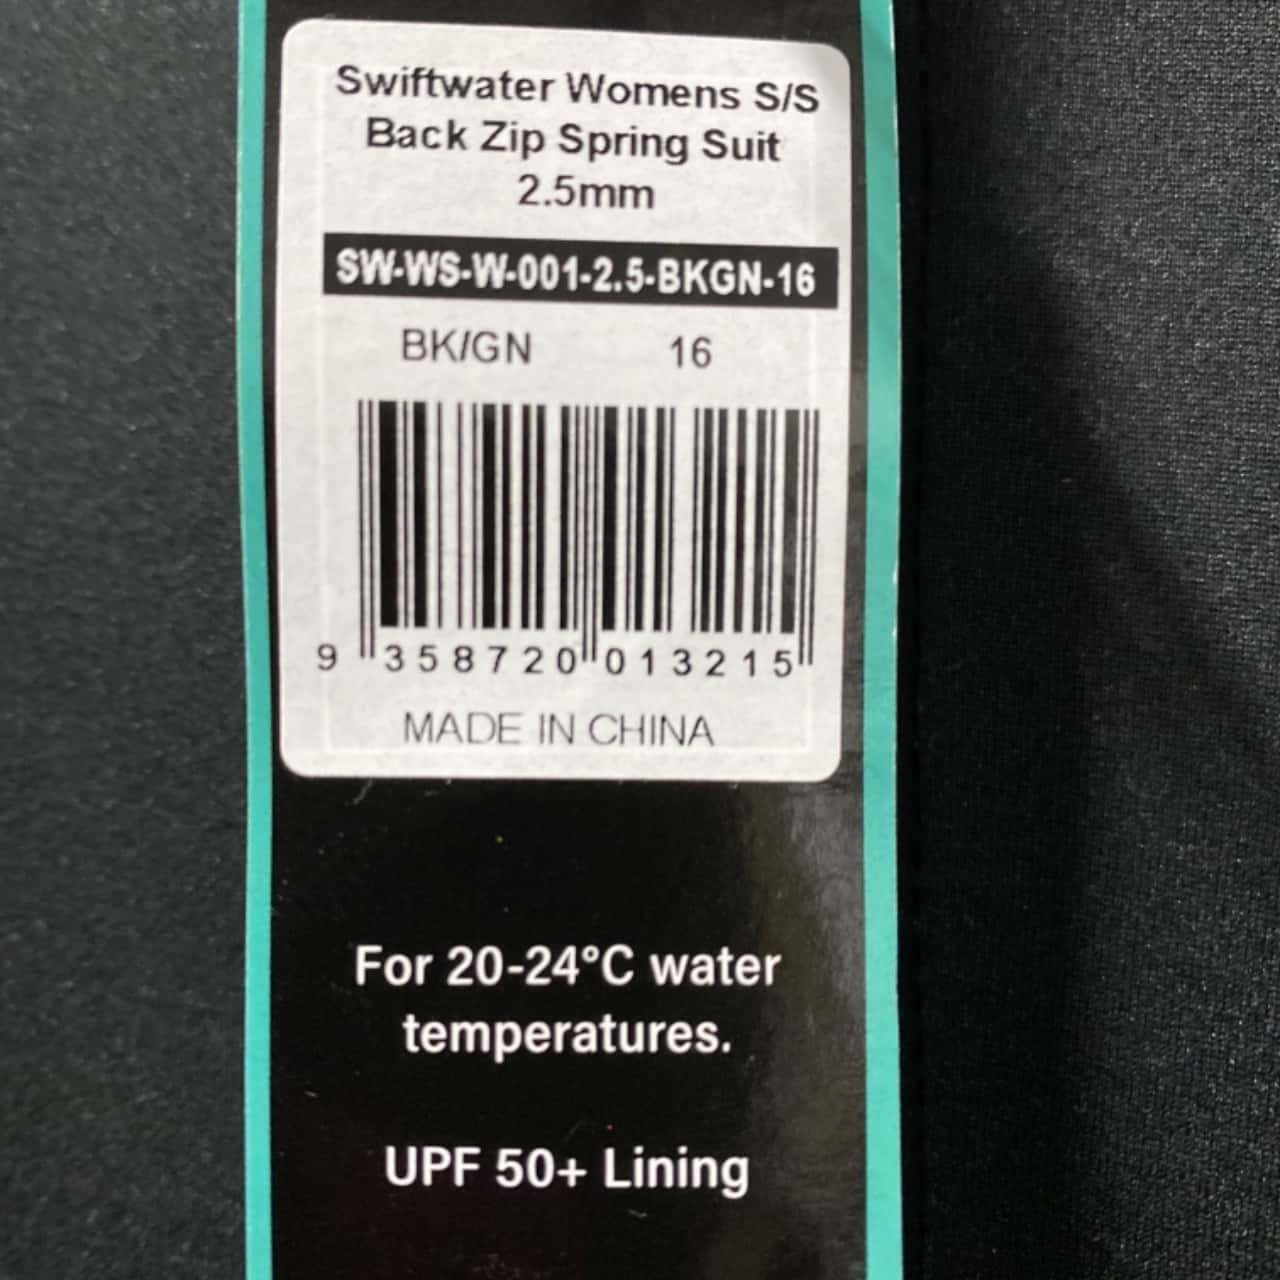 Swiftwater Womens S/S
Back Zip Spring Suit
2.5mm
SW-WS-W-001-2.5-BKGN-16
BK/GN 16
9 358720 013215
MADE IN CHINA
For 20-24°C water
temperatures.
UPF 50+ Lining